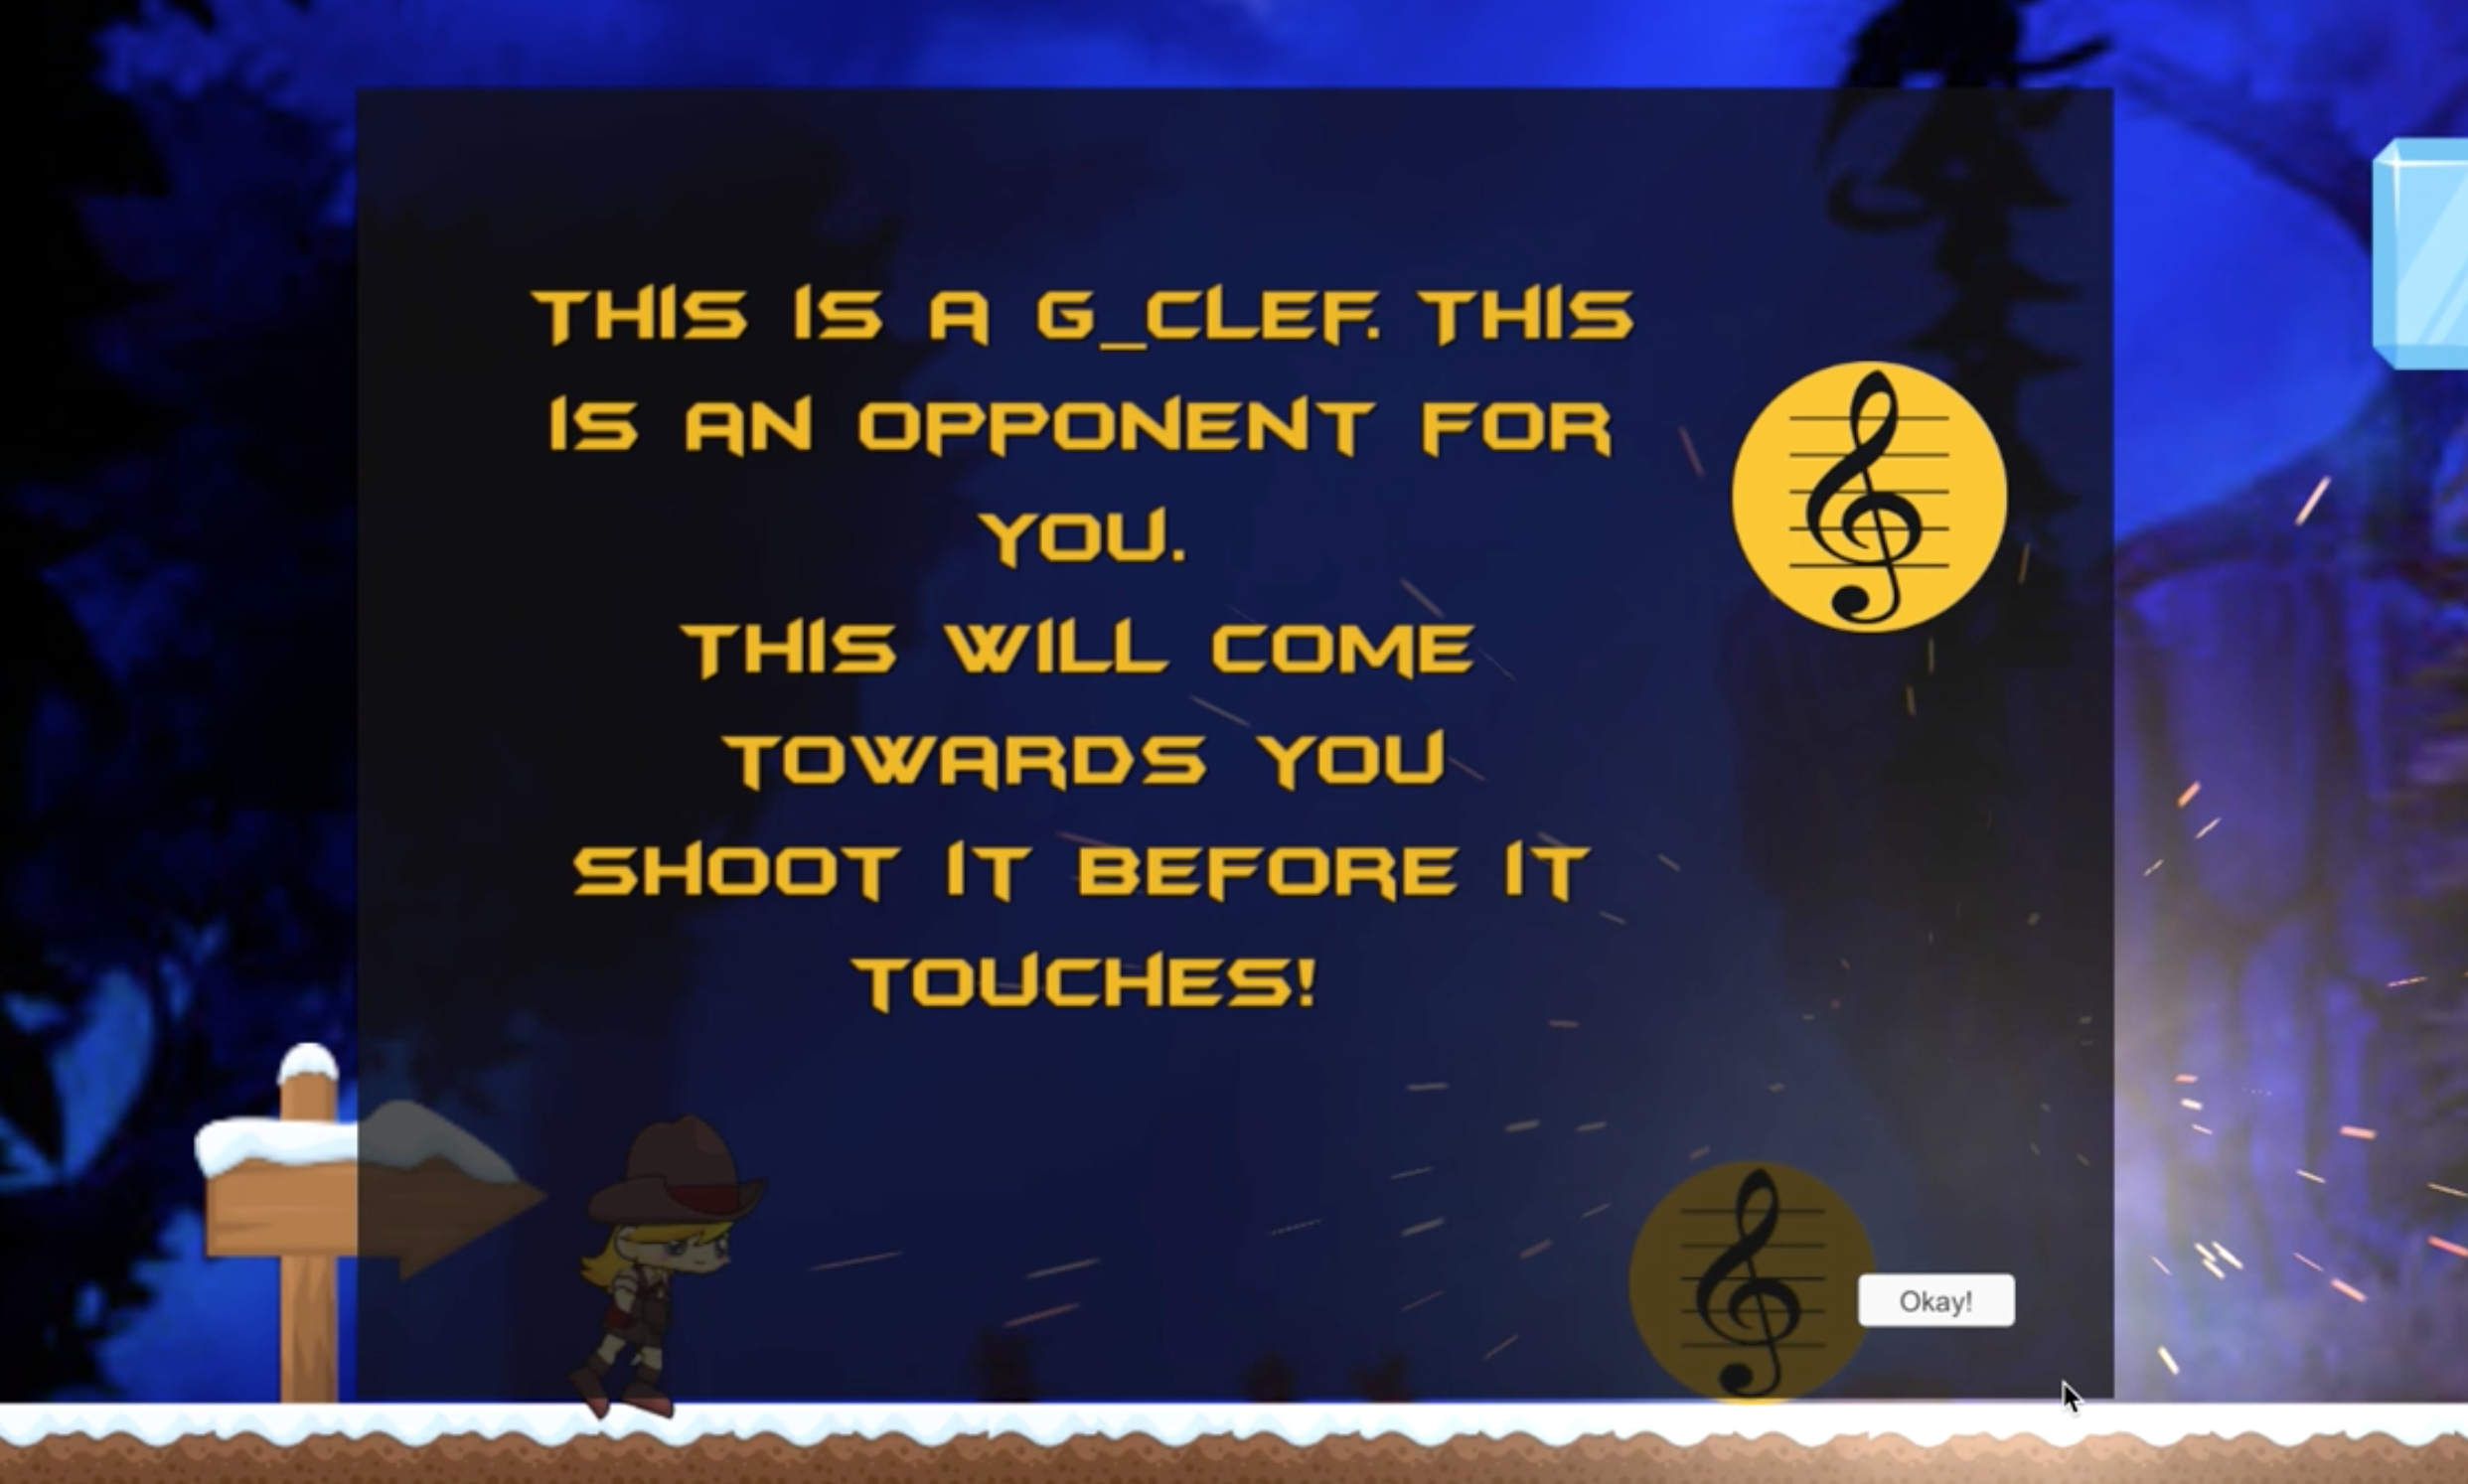 THIS IS A G_CLEF. THIS
IS AN OPPONENT FOR
YOU.
THIS WILL COME
TOWARDS YOU
SHOOT IT BEFORE IT
TOUCHES!
Okay!